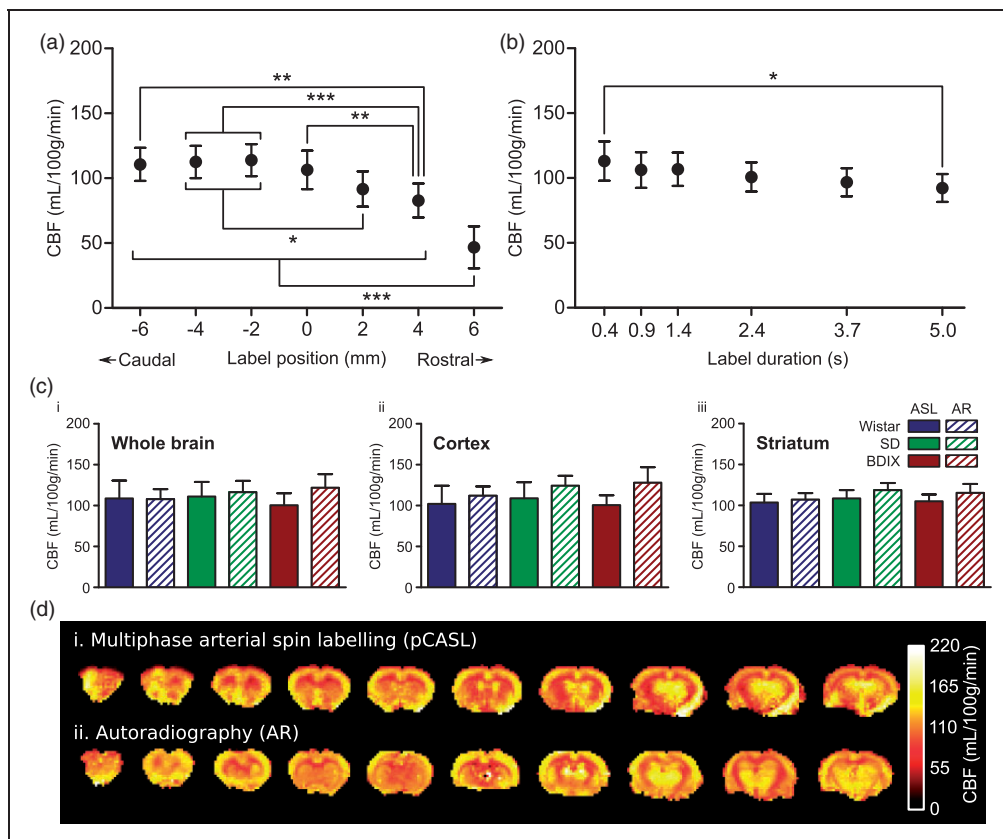 (a)
200
150
100
50
0
CBF (mL/100g/min)
**
***
**
*
***
-6 -4 -2 0 2 4 6
←Caudal Label position (mm) Rostral→
(b)
200
150
100
50
0
CBF (mL/100g/min)
*
0.4 0.9 1.4 2.4 3.7 5.0
Label duration (s)
(c)
i
Whole brain
200
150
100
50
CBF (mL/100g/min)
ii
Cortex
200
150
100
50
CBF (mL/100g/min)
iii
Striatum
200
150
100
50
CBF (mL/100g/min)
ASL AR
Wistar
SD
BDIX
(d)
i. Multiphase arterial spin labelling (pCASL)
ii. Autoradiography (AR)
220
165
110
55
0
CBF (mL/100g/min)